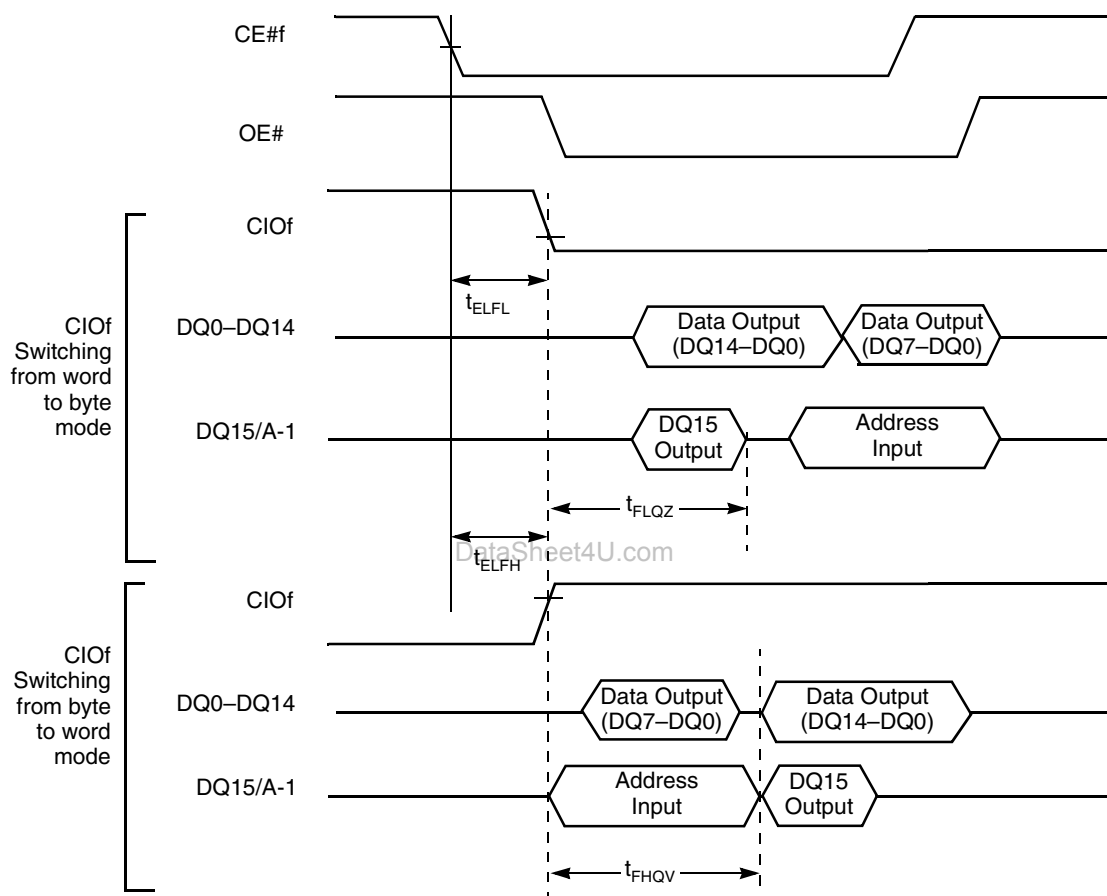 CE#f
OE#
CIOf
tELFL
CIOf
Switching
from word
to byte
mode
DQ0–DQ14
Data Output
(DQ14–DQ0)
Data Output
(DQ7–DQ0)
DQ15/A-1
DQ15
Output
Address
Input
tFLQZ
DataSheet4U.com
tELFH
CIOf
CIOf
Switching
from byte
to word
mode
DQ0–DQ14
Data Output
(DQ7–DQ0)
Data Output
(DQ14–DQ0)
DQ15/A-1
Address
Input
DQ15
Output
tFHQV